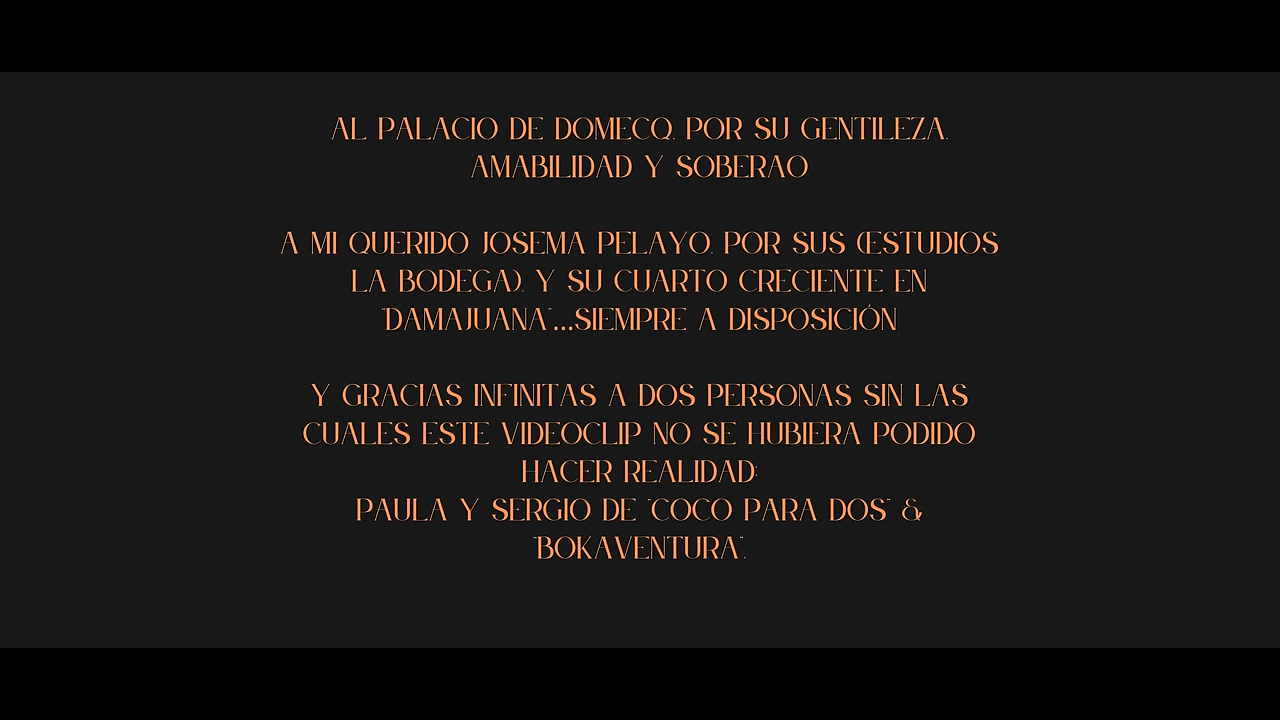 AL PALACIO DE DOMECQ, POR SU GENTILEZA,
AMABILIDAD Y SOBERAO
A MI QUERIDO JOSEMA PELAYO, POR SUS (ESTUDIOS
LA BODEGA), Y SU CUARTO CRECIENTE EN
"DAMAJUANA"...SIEMPRE A DISPOSICIÓN
Y GRACIAS INFINITAS A DOS PERSONAS SIN LAS
CUALES ESTE VIDEOCLIP NO SE HUBIERA PODIDO
HACER REALIDAD:
PAULA Y SERGIO DE "COCO PARA DOS" &
"BOKAVENTURA".